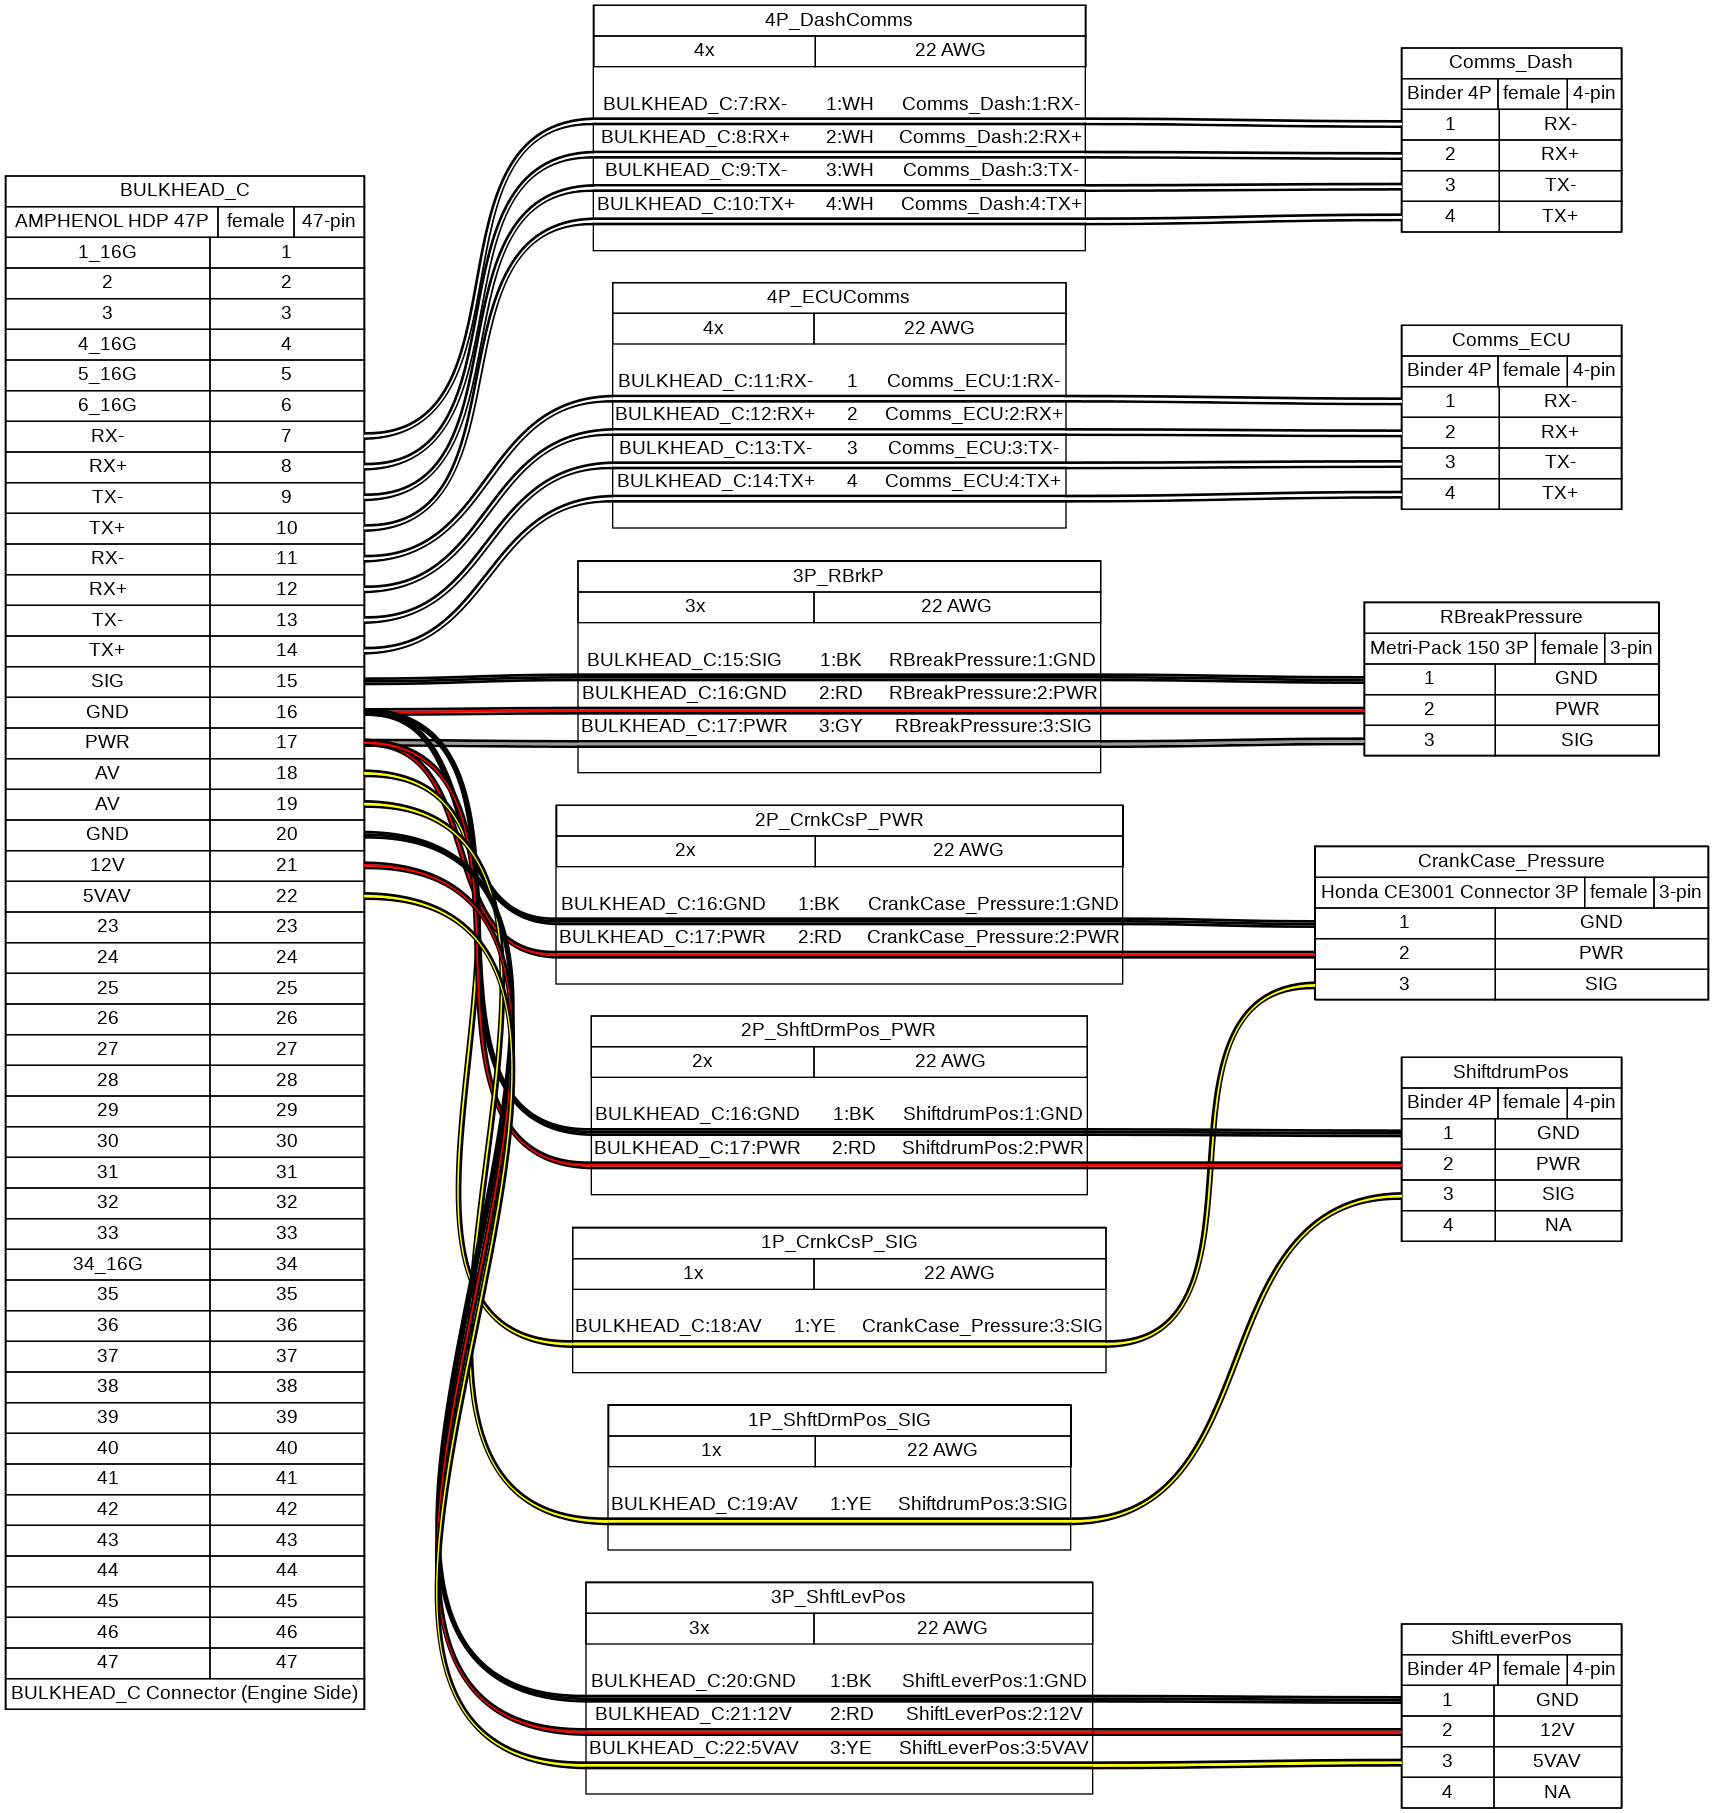 BULKHEAD_C
AMPHENOL HDP 47P female 47-pin
1_16G 1
2 2
3 3
4_16G 4
5_16G 5
6_16G 6
RX- 7
RX+ 8
TX- 9
TX+ 10
RX- 11
RX+ 12
TX- 13
TX+ 14
SIG 15
GND 16
PWR 17
AV 18
AV 19
GND 20
12V 21
5VAV 22
23 23
24 24
25 25
26 26
27 27
28 28
29 29
30 30
31 31
32 32
33 33
34_16G 34
35 35
36 36
37 37
38 38
39 39
40 40
41 41
42 42
43 43
44 44
45 45
46 46
47 47
BULKHEAD_C Connector (Engine Side)
4P_DashComms
4x 22 AWG
BULKHEAD_C:7:RX- 1:WH Comms_Dash:1:RX-
BULKHEAD_C:8:RX+ 2:WH Comms_Dash:2:RX+
BULKHEAD_C:9:TX- 3:WH Comms_Dash:3:TX-
BULKHEAD_C:10:TX+ 4:WH Comms_Dash:4:TX+
4P_ECUComms
4x 22 AWG
BULKHEAD_C:11:RX- 1 Comms_ECU:1:RX-
BULKHEAD_C:12:RX+ 2 Comms_ECU:2:RX+
BULKHEAD_C:13:TX- 3 Comms_ECU:3:TX-
BULKHEAD_C:14:TX+ 4 Comms_ECU:4:TX+
3P_RBrkP
3x 22 AWG
BULKHEAD_C:15:SIG 1:BK RBreakPressure:1:GND
BULKHEAD_C:16:GND 2:RD RBreakPressure:2:PWR
BULKHEAD_C:17:PWR 3:GY RBreakPressure:3:SIG
2P_CrnkCsP_PWR
2x 22 AWG
BULKHEAD_C:16:GND 1:BK CrankCase_Pressure:1:GND
BULKHEAD_C:17:PWR 2:RD CrankCase_Pressure:2:PWR
2P_ShftDrmPos_PWR
2x 22 AWG
BULKHEAD_C:16:GND 1:BK ShiftdrumPos:1:GND
BULKHEAD_C:17:PWR 2:RD ShiftdrumPos:2:PWR
1P_CrnkCsP_SIG
1x 22 AWG
BULKHEAD_C:18:AV 1:YE CrankCase_Pressure:3:SIG
1P_ShftDrmPos_SIG
1x 22 AWG
BULKHEAD_C:19:AV 1:YE ShiftdrumPos:3:SIG
3P_ShftLevPos
3x 22 AWG
BULKHEAD_C:20:GND 1:BK ShiftLeverPos:1:GND
BULKHEAD_C:21:12V 2:RD ShiftLeverPos:2:12V
BULKHEAD_C:22:5VAV 3:YE ShiftLeverPos:3:5VAV
Comms_Dash
Binder 4P female 4-pin
1 RX-
2 RX+
3 TX-
4 TX+
Comms_ECU
Binder 4P female 4-pin
1 RX-
2 RX+
3 TX-
4 TX+
RBreakPressure
Metri-Pack 150 3P female 3-pin
1 GND
2 PWR
3 SIG
CrankCase_Pressure
Honda CE3001 Connector 3P female 3-pin
1 GND
2 PWR
3 SIG
ShiftdrumPos
Binder 4P female 4-pin
1 GND
2 PWR
3 SIG
4 NA
ShiftLeverPos
Binder 4P female 4-pin
1 GND
2 12V
3 5VAV
4 NA